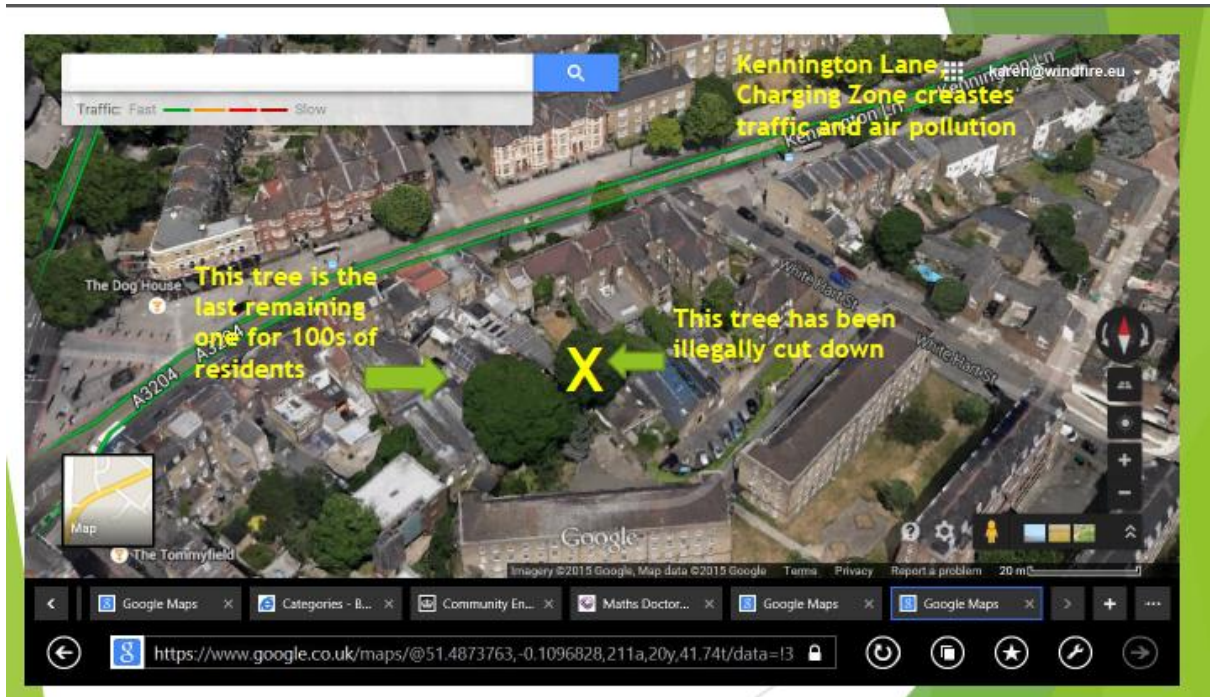 Kennington Lane,
Charging Zone creastes
traffic and air pollution
karen@windfire.eu
Traffic: Fast Slow
Kennington Ln
Kennington Ln
The Dog House
This tree is the
last remaining
one for 100s of
residents
A3204
A3204
This tree has been
illegally cut down
X
White Hart St
White Hart St
Map
The Tommyfield
Google
Imagery ©2015 Google, Map data ©2015 Google Terms Privacy Report a problem 20 m
Google Maps Categories - B... Community En... Maths Doctor... Google Maps Google Maps
https://www.google.co.uk/maps/@51.4873763,-0.1096828,211a,20y,41.74t/data=!3